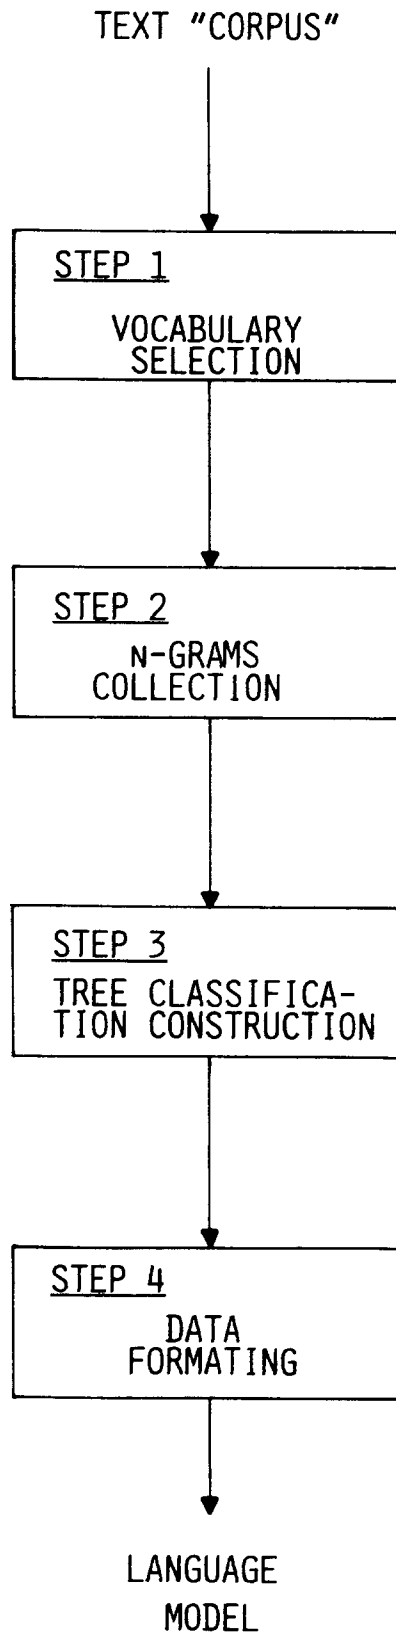 TEXT "CORPUS"
STEP 1
VOCABULARY
SELECTION
STEP 2
N-GRAMS
COLLECTION
STEP 3
TREE CLASSIFICA-
TION CONSTRUCTION
STEP 4
DATA
FORMATING
LANGUAGE
MODEL